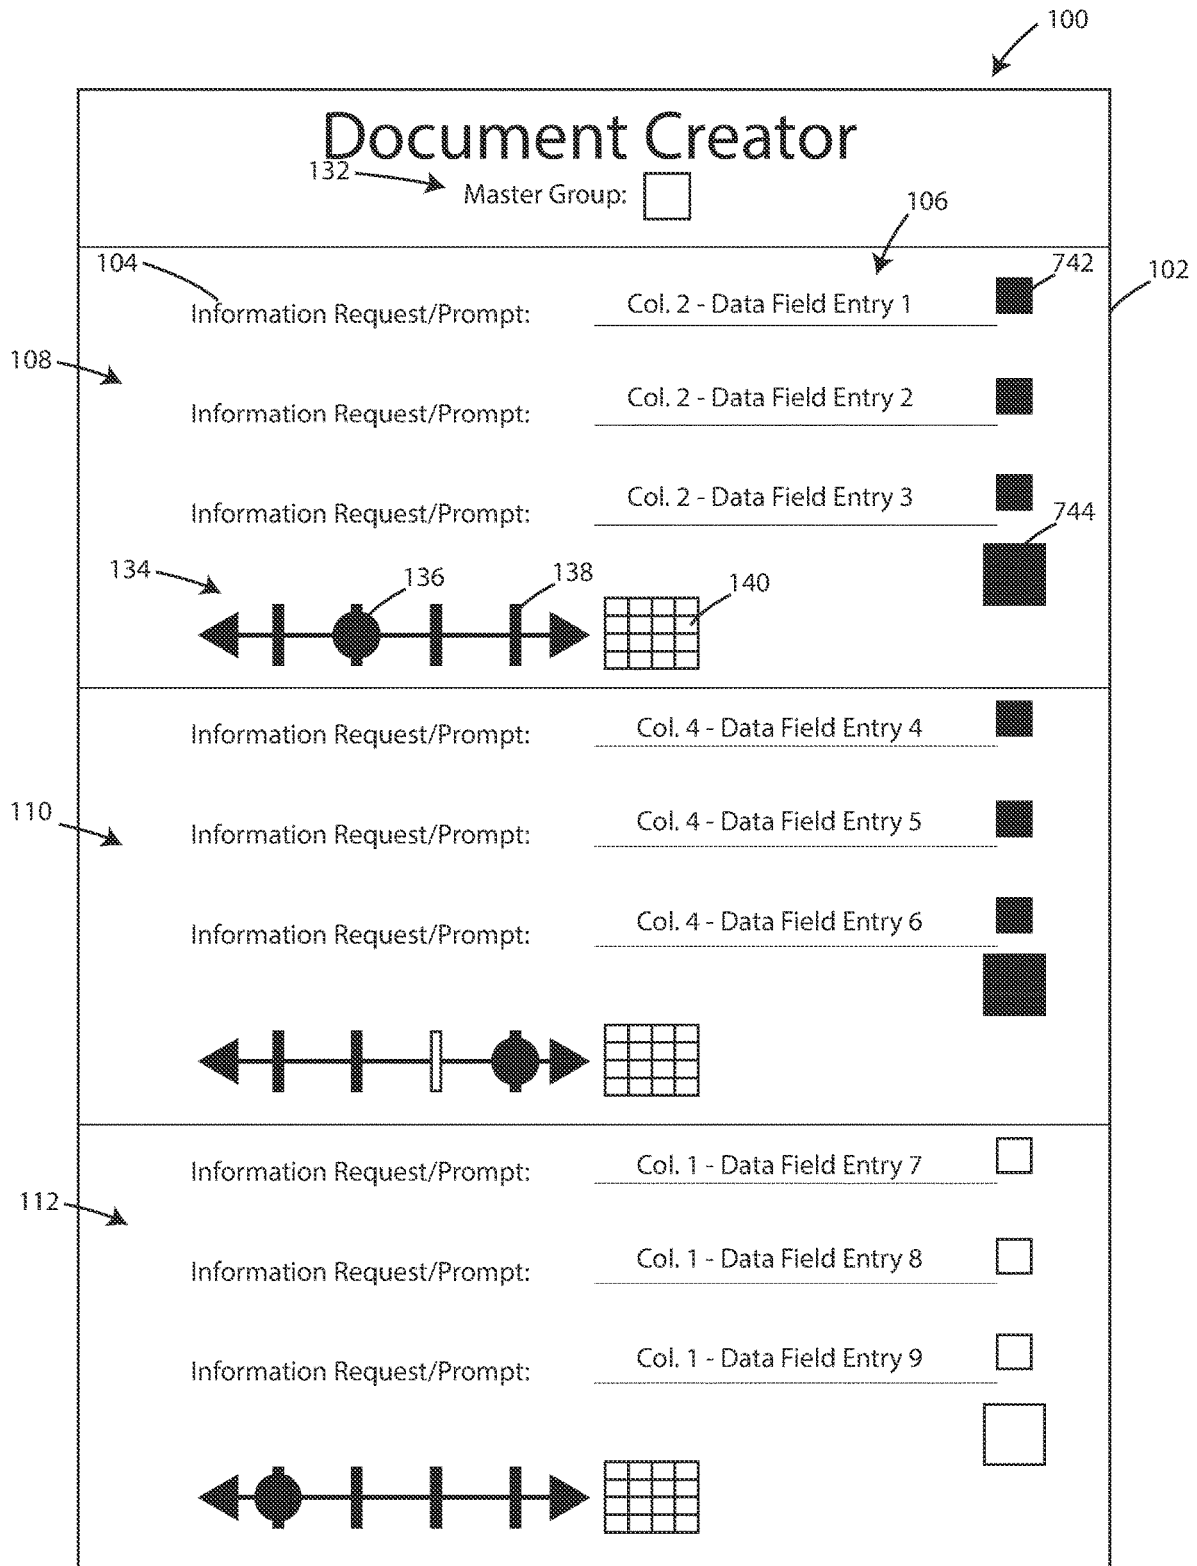 100
Document Creator
132
Master Group:
106
104
742
102
Information Request/Prompt: Col. 2 - Data Field Entry 1
108
Information Request/Prompt: Col. 2 - Data Field Entry 2
Information Request/Prompt: Col. 2 - Data Field Entry 3
744
134
136
138
140
Information Request/Prompt: Col. 4 - Data Field Entry 4
110
Information Request/Prompt: Col. 4 - Data Field Entry 5
Information Request/Prompt: Col. 4 - Data Field Entry 6
Information Request/Prompt: Col. 1 - Data Field Entry 7
112
Information Request/Prompt: Col. 1 - Data Field Entry 8
Information Request/Prompt: Col. 1 - Data Field Entry 9